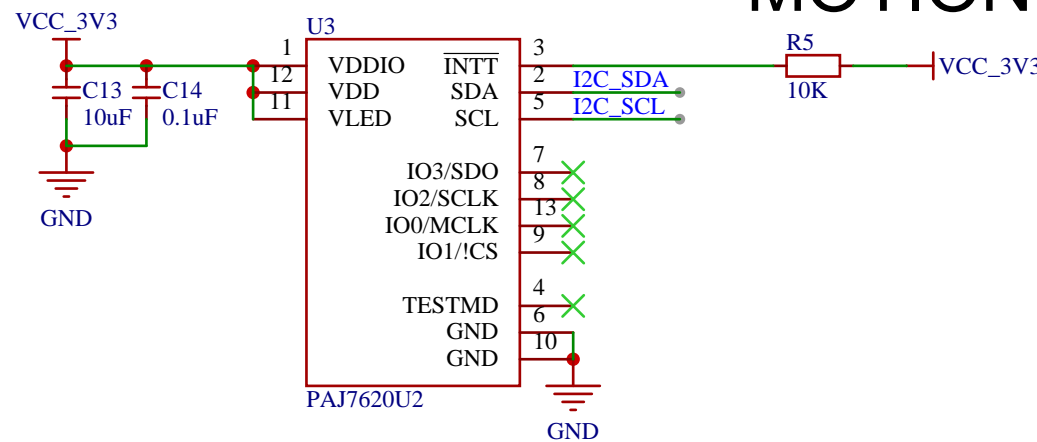 MOTION
VCC_3V3
C13
10uF
C14
0.1uF
GND
U3
1
12
11
VDDIO
VDD
VLED
INTT
SDA
SCL
IO3/SDO
IO2/SCLK
IO0/MCLK
IO1/!CS
TESTMD
GND
GND
3
2
5
7
8
13
9
4
6
10
I2C_SDA
I2C_SCL
R5
10K
VCC_3V3
GND
PAJ7620U2